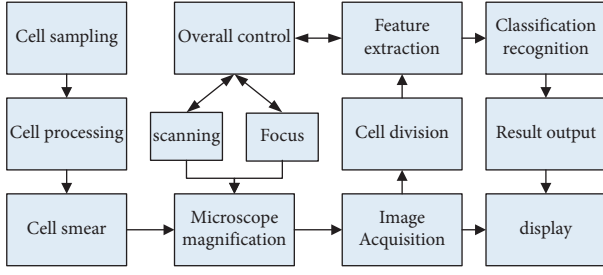 Cell sampling
Overall control
Feature
extraction
Classification
recognition
Cell processing
scanning
Focus
Cell division
Result output
Cell smear
Microscope
magnification
Image
Acquisition
display